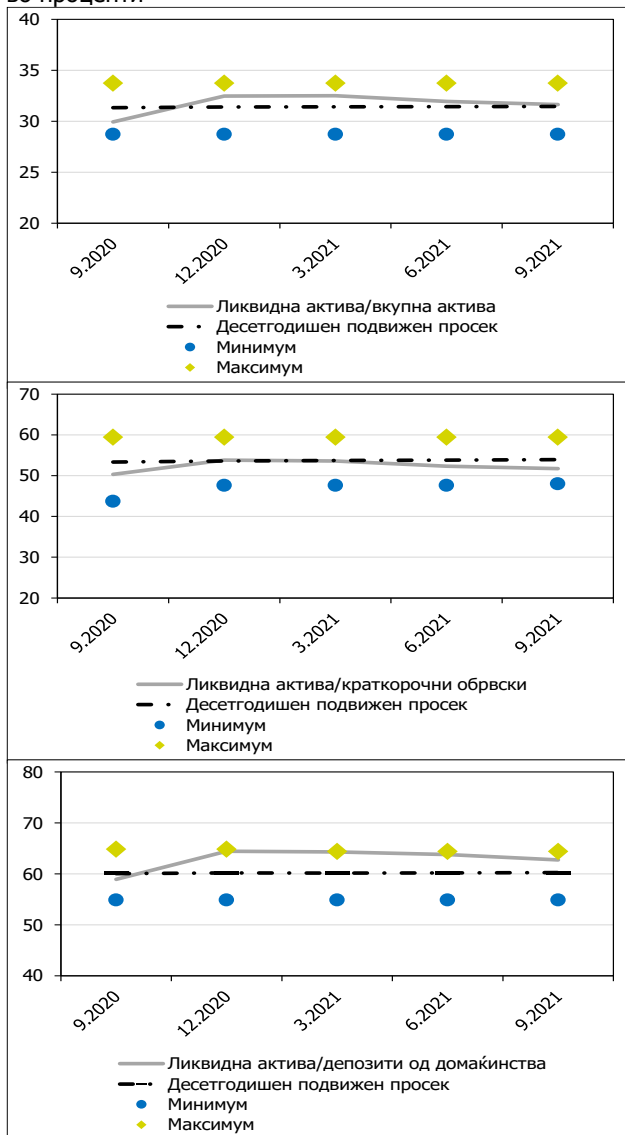 во проценти
40
35
30
25
20
9.2020
12.2020
3.2021
6.2021
9.2021
Ликвидна актива/вкупна актива
Десетгодишен подвижен просек
Минимум
Максимум
70
60
50
40
30
20
9.2020
12.2020
3.2021
6.2021
9.2021
Ликвидна актива/краткорочни обрвски
Десетгодишен подвижен просек
Минимум
Максимум
80
70
60
50
40
9.2020
12.2020
3.2021
6.2021
9.2021
Ликвидна актива/депозити од домаќинства
Десетгодишен подвижен просек
Минимум
Максимум